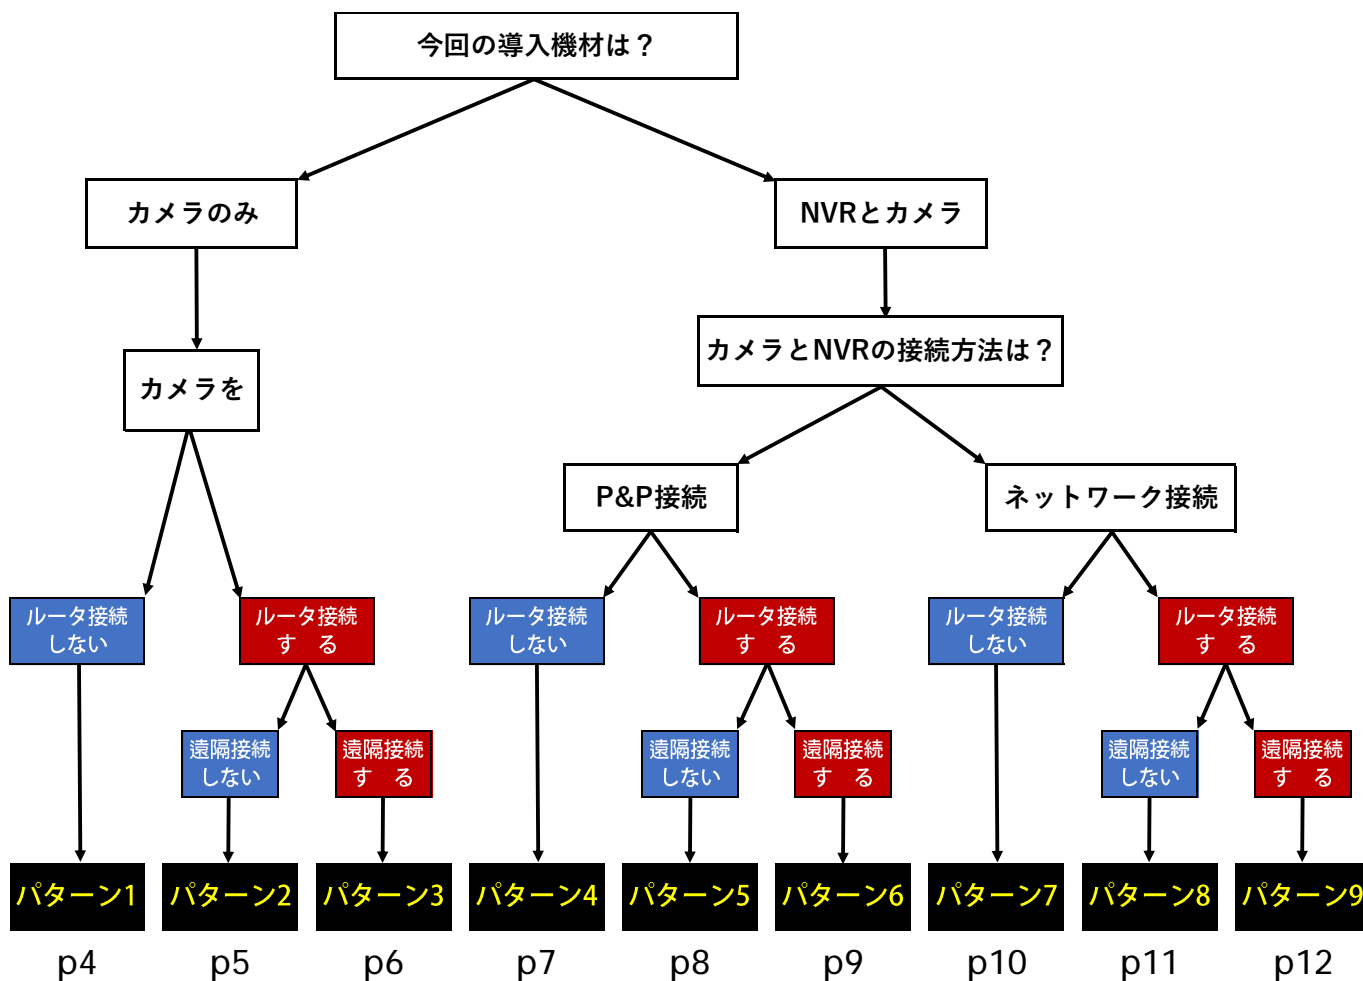 今回の導入機材は？
カメラのみ
NVRとカメラ
カメラとNVRの接続方法は？
カメラを
P&P接続
ネットワーク接続
ルータ接続
しない
ルータ接続
す　る
ルータ接続
しない
ルータ接続
す　る
ルータ接続
しない
ルータ接続
す　る
遠隔接続
しない
遠隔接続
す　る
遠隔接続
しない
遠隔接続
す　る
遠隔接続
しない
遠隔接続
す　る
パターン1
パターン2
パターン3
パターン4
パターン5
パターン6
パターン7
パターン8
パターン9
p4
p5
p6
p7
p8
p9
p10
p11
p12